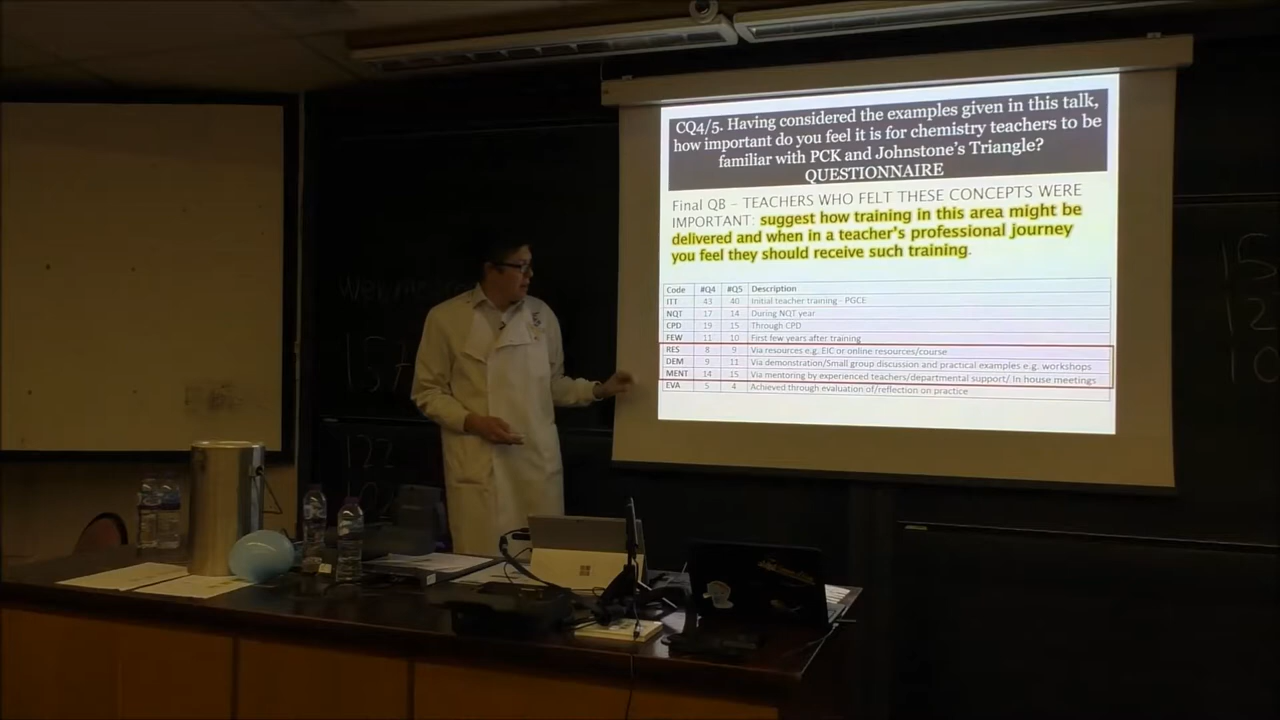 CQ4/5. Having considered the examples given in this talk,
how important do you feel it is for chemistry teachers to be
familiar with PCK and Johnstone's Triangle?
QUESTIONNAIRE
Final QB – TEACHERS WHO FELT THESE CONCEPTS WERE
IMPORTANT: suggest how training in this area might be
delivered and when in a teacher's professional journey
you feel they should receive such training.
Code #Q4 #Q5 Description
ITT 43 40 Initial teacher training - PGCE
NQT 17 14 During NQT year
CPD 19 15 Through CPD
FEW 11 10 First few years after training
RES 8 9 Via resources e.g. EIC or online resources/course
DEM 9 11 Via demonstration/Small group discussion and practical examples e.g. workshops
MENT 14 15 Via mentoring by experienced teachers/departmental support/ In house meetings
EVA 5 4 Achieved through evaluation of/reflection on practice